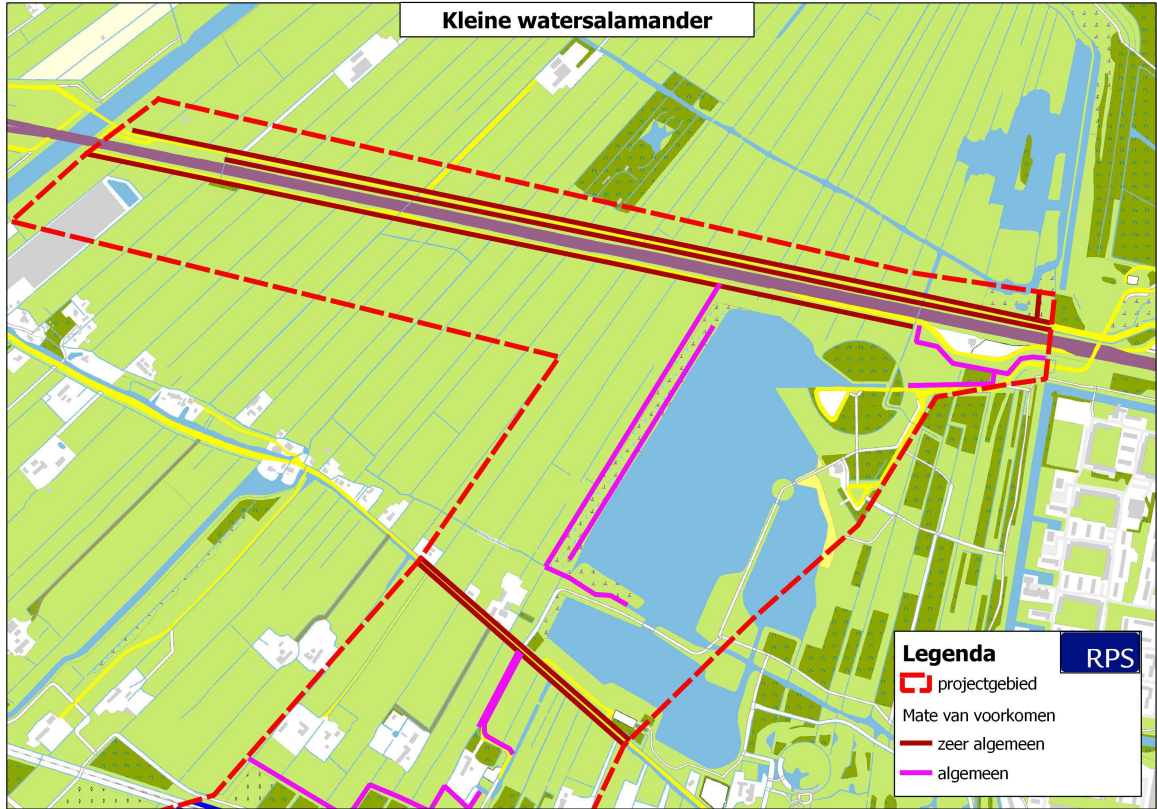 Kleine watersalamander
Legenda
RPS
projectgebied
Mate van voorkomen
zeer algemeen
algemeen